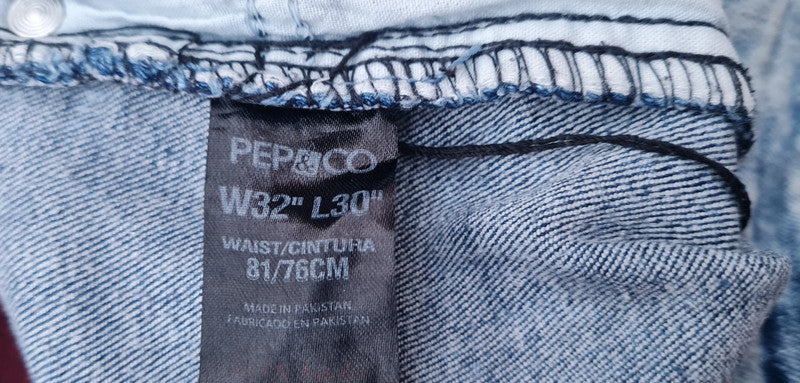 PEP&CO
W32" L30"
WAIST/CINTURA
81/76CM
MADE IN PAKISTAN
FABRICADO EN PAKISTAN